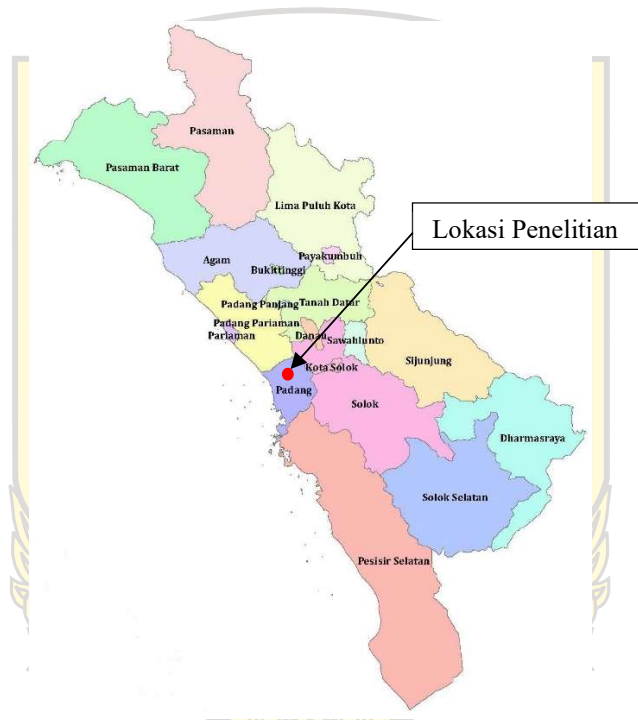 Pasaman
Pasaman Barat
Lima Puluh Kota
Lokasi Penelitian
Payakumbuh
Agam
Bukittinggi
Padang Panjang
Tanah Datar
Padang Pariaman
Pariaman
Danau
Sawahlunto
Sijunjung
Kota Solok
Padang
Solok
Dharmasraya
Solok Selatan
Pesisir Selatan